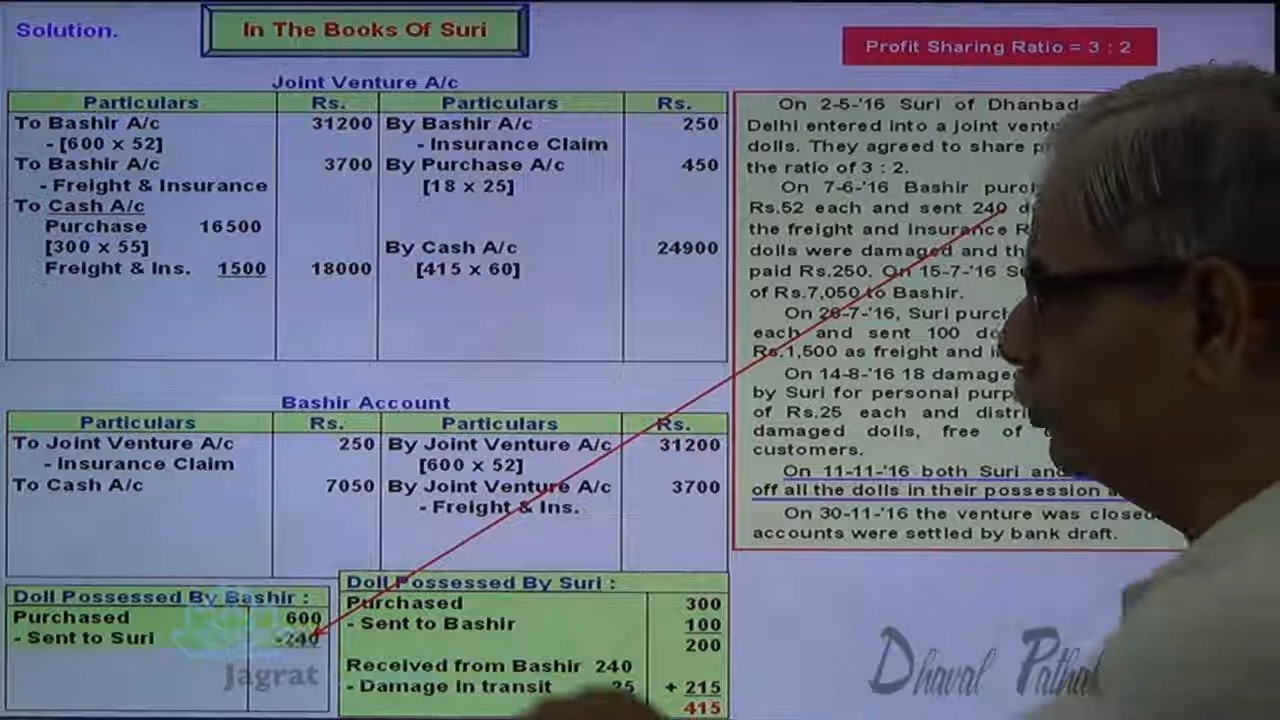 Solution.
In The Books Of Suri
Profit Sharing Ratio = 3 : 2
Joint Venture A/c
Particulars Rs. Particulars Rs.
To Bashir A/c 31200 By Bashir A/c 250
- [600 x 52] - Insurance Claim
To Bashir A/c 3700 By Purchase A/c 450
- Freight & Insurance [18 x 25]
To Cash A/c
Purchase 16500
[300 x 55] By Cash A/c 24900
Freight & Ins. 1500 18000 [415 x 60]
Bashir Account
Particulars Rs. Particulars Rs.
To Joint Venture A/c 250 By Joint Venture A/c 31200
- Insurance Claim [600 x 52]
To Cash A/c 7050 By Joint Venture A/c 3700
- Freight & Ins.
Doll Possessed By Bashir :
Purchased 600
- Sent to Suri -240
Doll Possessed By Suri :
Purchased 300
- Sent to Bashir 100
200
Received from Bashir 240
- Damage in transit 25 + 215
415
On 2-5-'16 Suri of Dhanbad
Delhi entered into a joint
dolls. They agreed to share
the ratio of 3 : 2.
On 7-6-'16 Bashir
Rs.52 each and sent 240
the freight and insurance
dolls were damaged and
paid Rs.250. On 15-7-'16
of Rs.7,050 to Bashir.
On 26-7-'16, Suri
each and sent 100
Rs.1,500 as freight and
On 14-8-'16 18
by Suri for personal
of Rs.25 each and
damaged dolls, free of
customers.
On 11-11-'16 both Suri
off all the dolls in their possession
On 30-11-'16 the venture was closed
accounts were settled by bank draft.
Jagrat
Dhaval